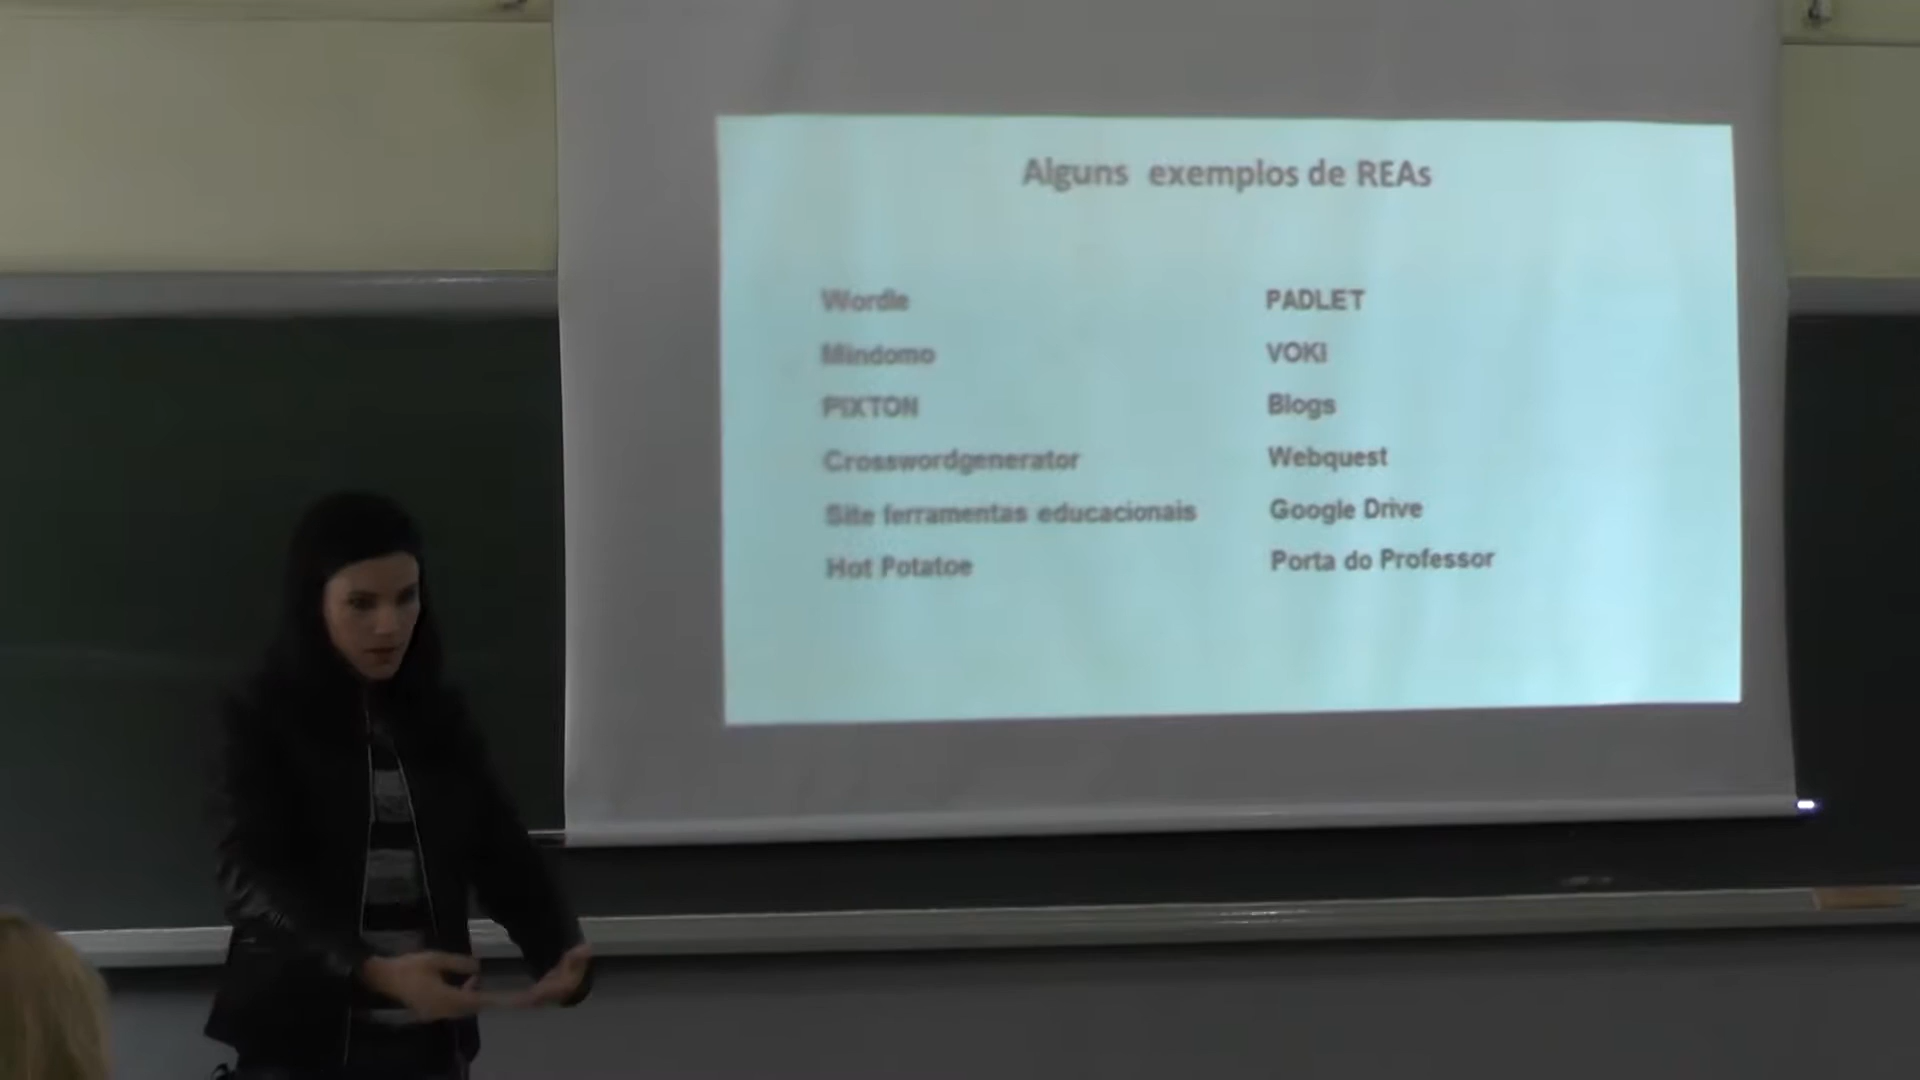 Alguns exemplos de REAs
Wordle
Mindomo
PIXTON
Crosswordgenerator
Site ferramentas educacionais
Hot Potatoe
PADLET
VOKI
Blogs
Webquest
Google Drive
Porta do Professor